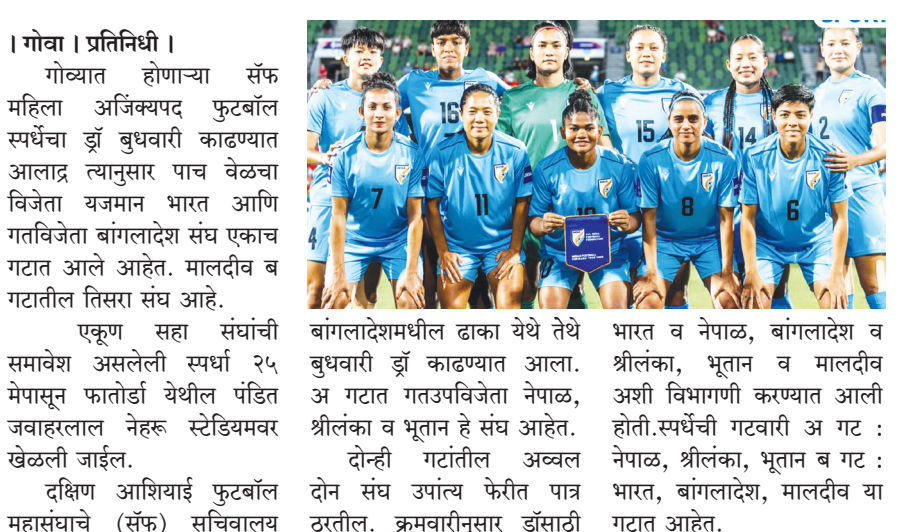 । गोवा । प्रतिनिधी ।
गोव्यात होणाऱ्या सॅफ
महिला अजिंक्यपद फुटबॉल
स्पर्धेचा ड्रॉ बुधवारी काढण्यात
आलाद्र त्यानुसार पाच वेळचा
विजेता यजमान भारत आणि
गतविजेता बांगलादेश संघ एकाच
गटात आले आहेत. मालदीव ब
गटातील तिसरा संघ आहे.
एकूण सहा संघांची
समावेश असलेली स्पर्धा २५
मेपासून फातोर्डा येथील पंडित
जवाहरलाल नेहरू स्टेडियमवर
खेळली जाईल.
दक्षिण आशियाई फुटबॉल
महासंघाचे (सॅफ) सचिवालय
16
15
14
2
7
11
10
8
6
बांगलादेशमधील ढाका येथे तेथे
बुधवारी ड्रॉ काढण्यात आला.
अ गटात गतउपविजेता नेपाळ,
श्रीलंका व भूतान हे संघ आहेत.
दोन्ही गटांतील अव्वल
दोन संघ उपांत्य फेरीत पात्र
ठरतील. क्रमवारीनुसार ड्रॉसाठी
भारत व नेपाळ, बांगलादेश व
श्रीलंका, भूतान व मालदीव
अशी विभागणी करण्यात आली
होती.स्पर्धेची गटवारी अ गट :
नेपाळ, श्रीलंका, भूतान ब गट :
भारत, बांगलादेश, मालदीव या
गटात आहेत.